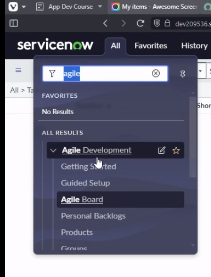 App Dev Course
My items - Awesome Screen
dev209536.s
servicenow
All
Favorites
History
agile
All > Ta
Shor
FAVORITES
No Results
ALL RESULTS
Agile Development
Getting Started
Guided Setup
Agile Board
Personal Backlogs
Products
Groups